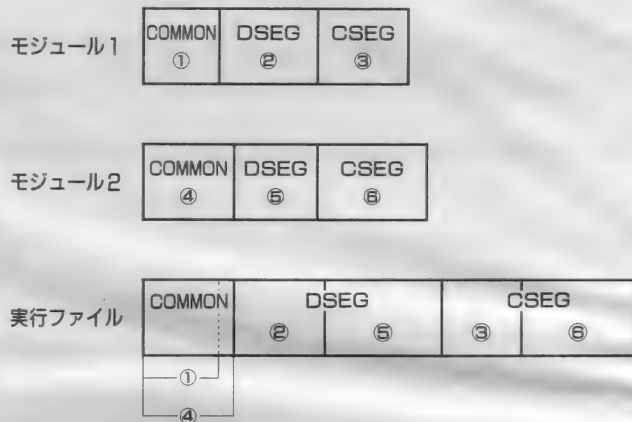 モジュール1
COMMON DSEG CSEG
① ② ③
モジュール2
COMMON DSEG CSEG
④ ⑤ ⑥
実行ファイル
COMMON DSEG CSEG
② ⑤ ③ ⑥
①
④